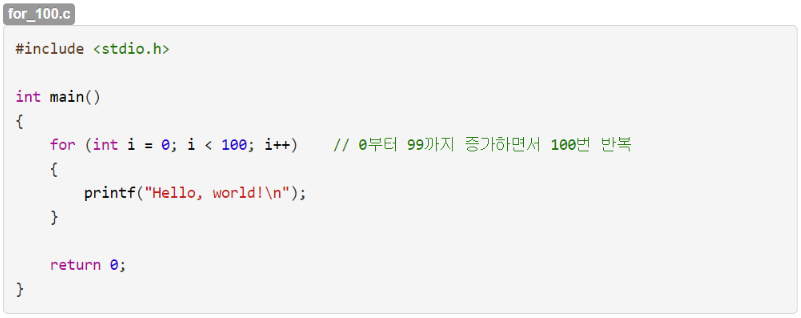 for_100.c
#include <stdio.h>
int main()
{
    for (int i = 0; i < 100; i++)    // 0부터 99까지 증가하면서 100번 반복
    {
        printf("Hello, world!\n");
    }
    return 0;
}